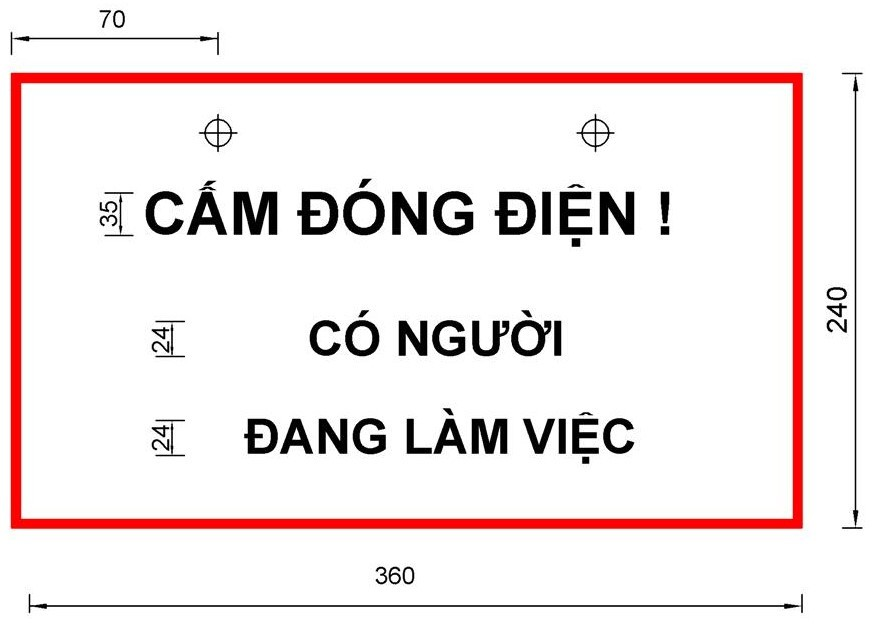 70
CẤM ĐÓNG ĐIỆN !
35
CÓ NGƯỜI
24
240
ĐANG LÀM VIỆC
24
360